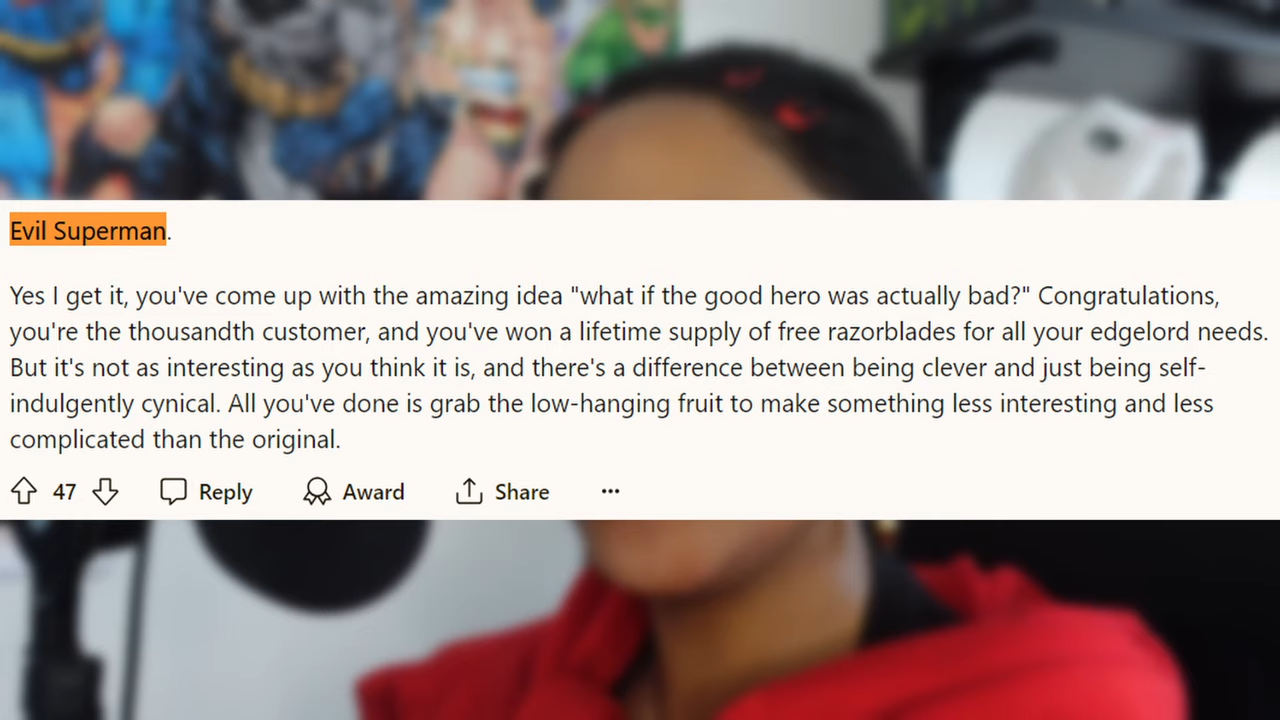 Evil Superman.
Yes I get it, you've come up with the amazing idea "what if the good hero was actually bad?" Congratulations,
you're the thousandth customer, and you've won a lifetime supply of free razorblades for all your edgelord needs.
But it's not as interesting as you think it is, and there's a difference between being clever and just being self-
indulgently cynical. All you've done is grab the low-hanging fruit to make something less interesting and less
complicated than the original.
47 Reply Award Share ...